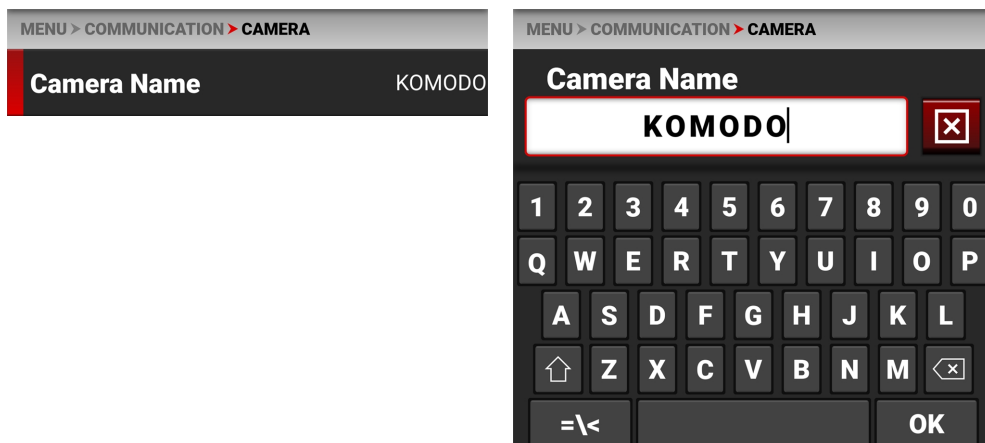 MENU > COMMUNICATION > CAMERA
Camera Name KOMODO
MENU > COMMUNICATION > CAMERA
Camera Name
KOMODO
1 2 3 4 5 6 7 8 9 0
Q W E R T Y U I O P
A S D F G H J K L
Z X C V B N M
=\< OK